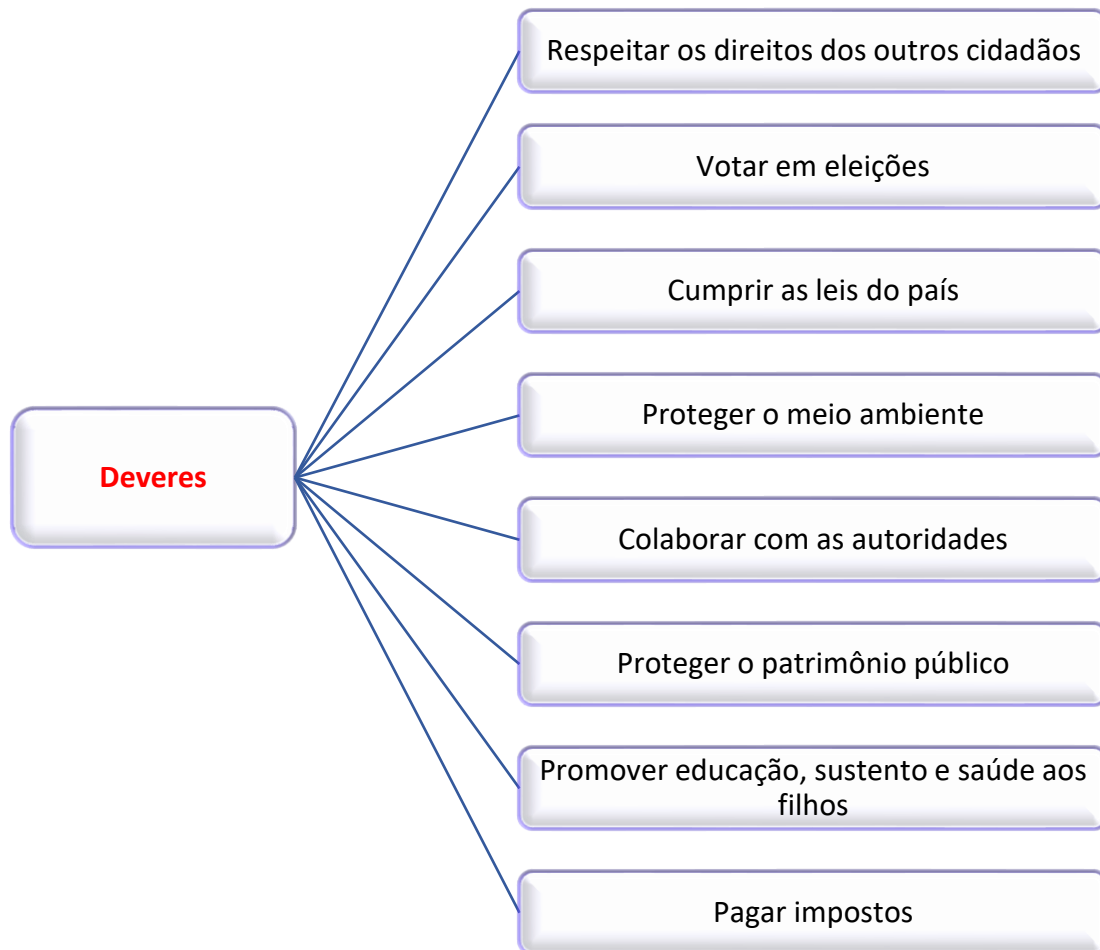 Respeitar os direitos dos outros cidadãos
Votar em eleições
Cumprir as leis do país
Proteger o meio ambiente
Deveres
Colaborar com as autoridades
Proteger o patrimônio público
Promover educação, sustento e saúde aos
filhos
Pagar impostos